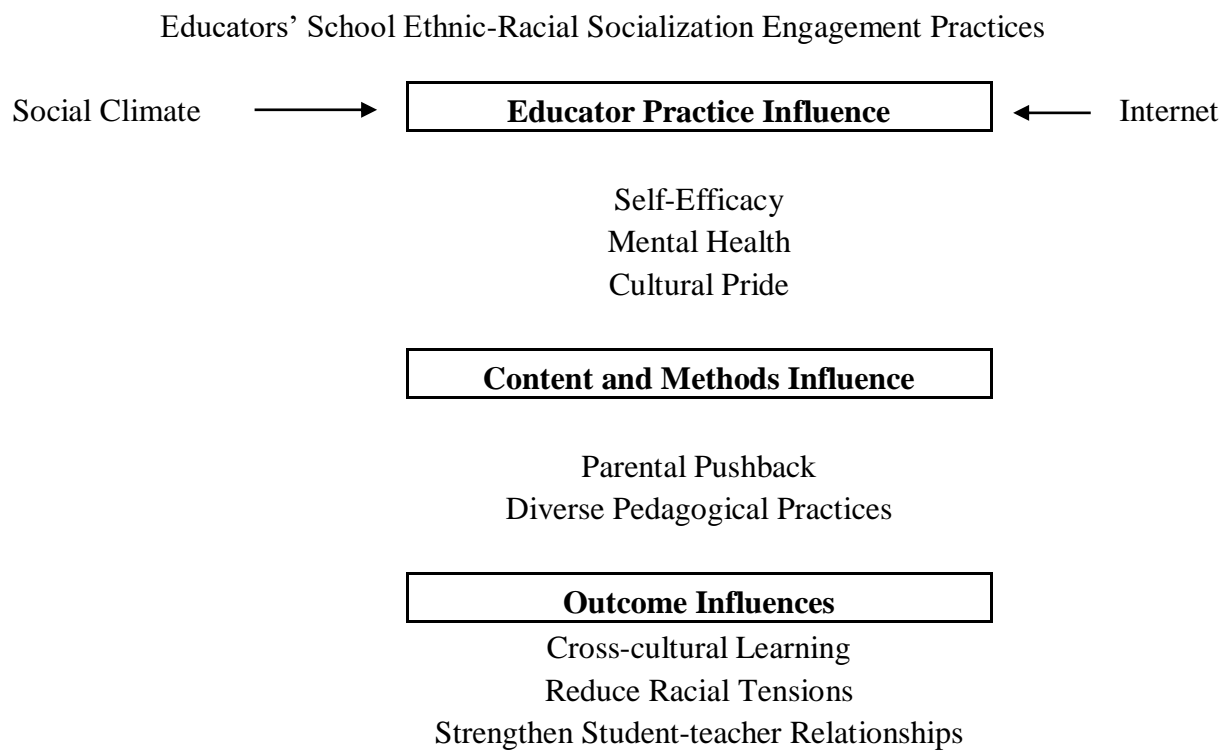 Educators’ School Ethnic-Racial Socialization Engagement Practices
Social Climate
Educator Practice Influence
Internet
Self-Efficacy
Mental Health
Cultural Pride
Content and Methods Influence
Parental Pushback
Diverse Pedagogical Practices
Outcome Influences
Cross-cultural Learning
Reduce Racial Tensions
Strengthen Student-teacher Relationships